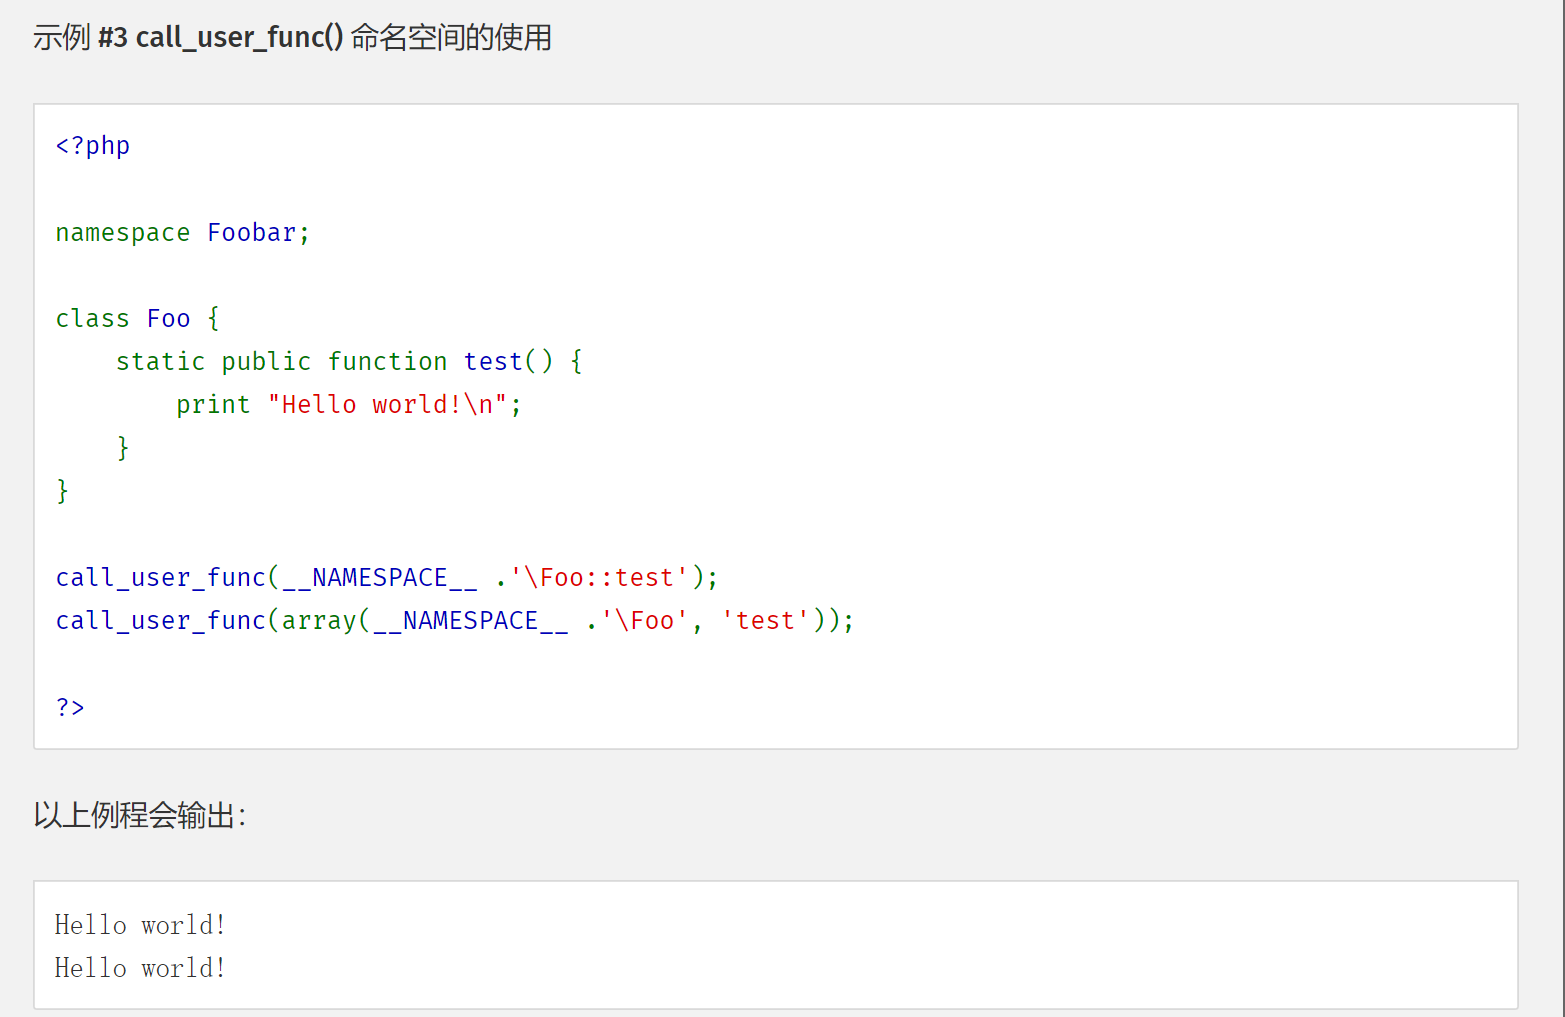 示例 #3 call_user_func() 命名空间的使用
<?php
namespace Foobar;
class Foo {
    static public function test() {
        print "Hello world!\n";
    }
}
call_user_func(__NAMESPACE__ .'\Foo::test');
call_user_func(array(__NAMESPACE__ .'\Foo', 'test'));
?>
以上例程会输出：
Hello world!
Hello world!